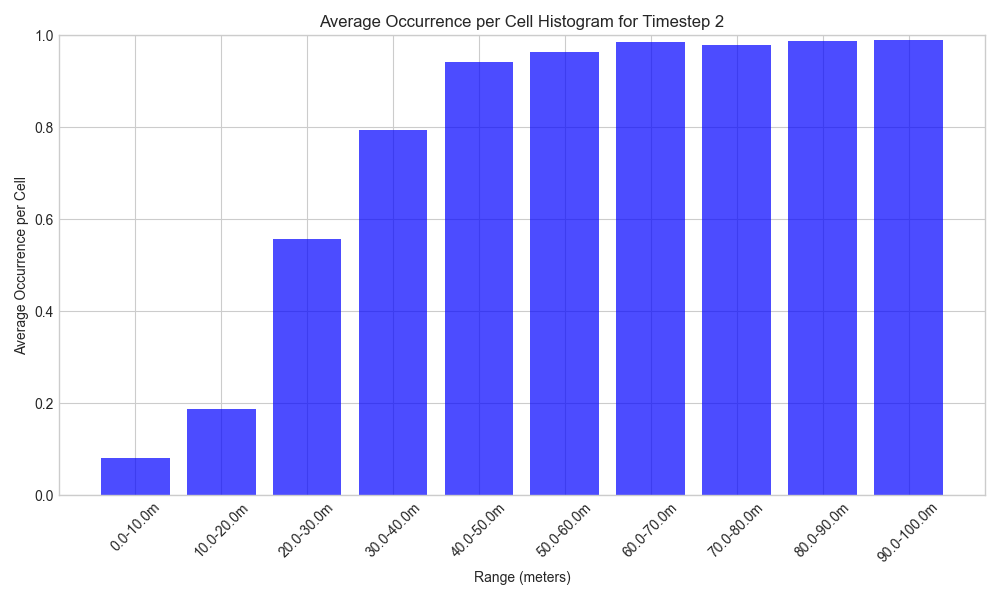 Average Occurrence per Cell Histogram for Timestep 2
Average Occurrence per Cell
1.0
0.8
0.6
0.4
0.2
0.0
0.0-10.0m
10.0-20.0m
20.0-30.0m
30.0-40.0m
40.0-50.0m
50.0-60.0m
60.0-70.0m
70.0-80.0m
80.0-90.0m
90.0-100.0m
Range (meters)